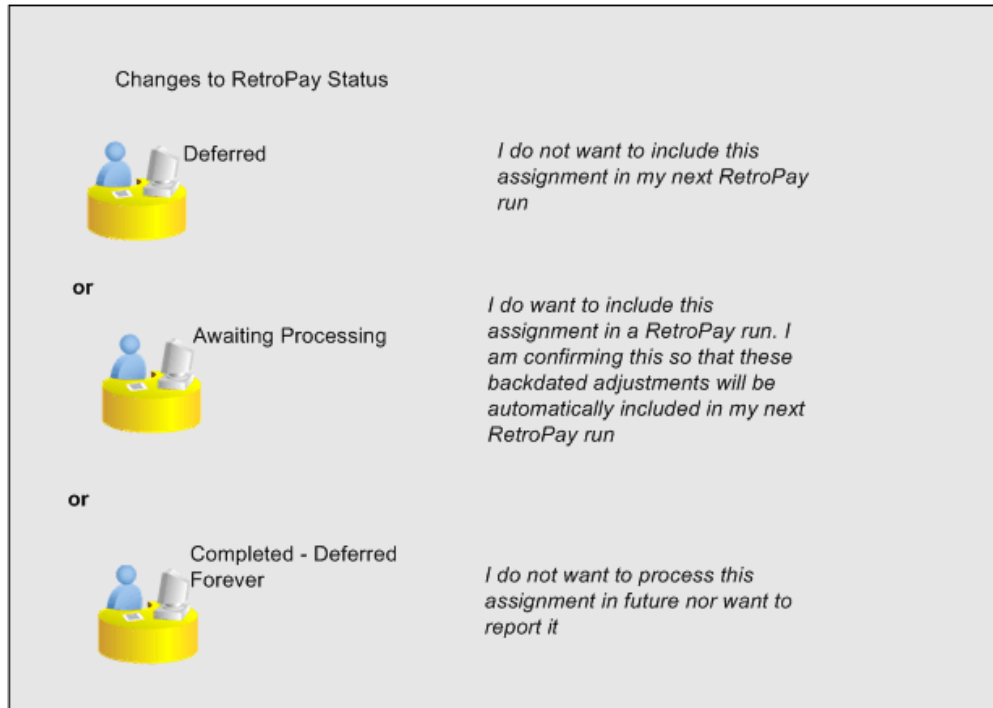 Changes to RetroPay Status
Deferred
I do not want to include this
assignment in my next RetroPay
run
or
Awaiting Processing
I do want to include this
assignment in a RetroPay run. I
am confirming this so that these
backdated adjustments will be
automatically included in my next
RetroPay run
or
Completed - Deferred
Forever
I do not want to process this
assignment in future nor want to
report it